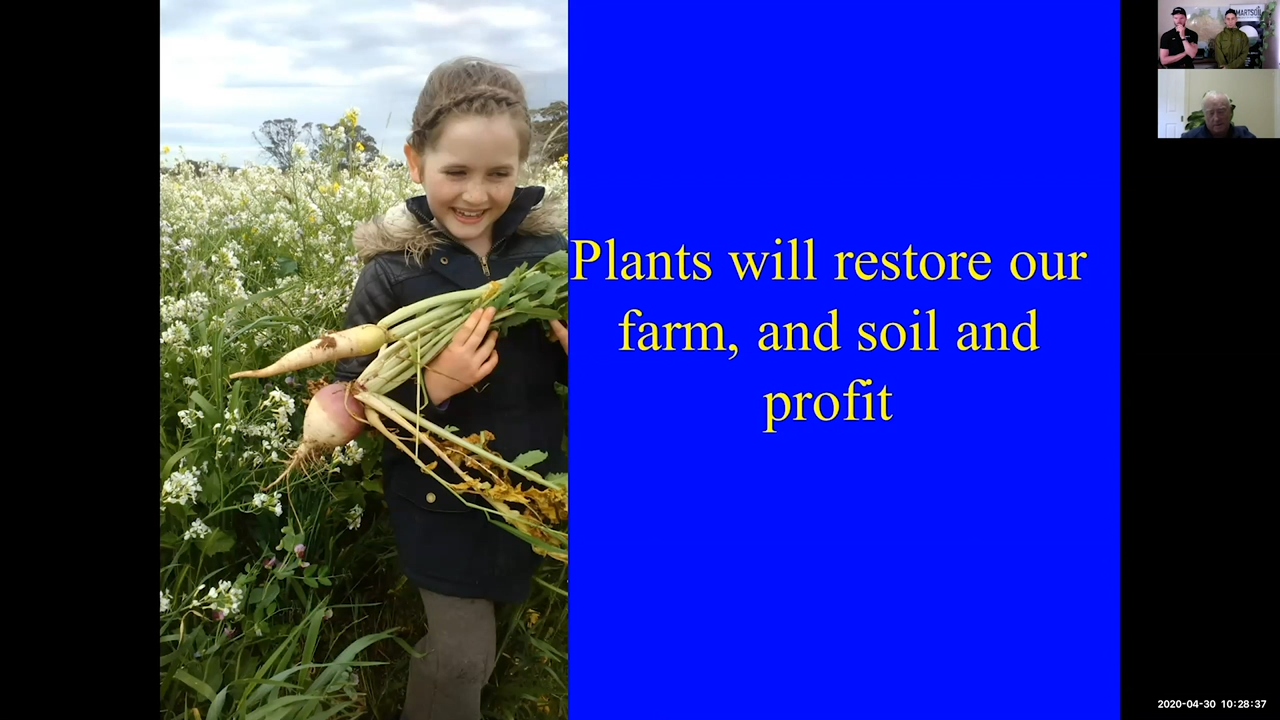 Plants will restore our
farm, and soil and
profit
2020-04-30 10:28:37